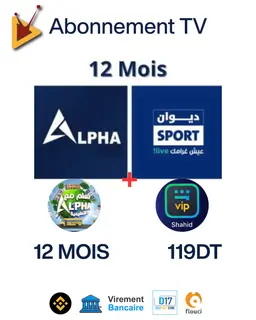 Abonnement TV
12 Mois
ALPHA
ديوان
SPORT
عيش غرامك
live!
+
ALPHA
vip
Shahid
12 MOIS
119DT
Virement
Bancaire
D17
flouci